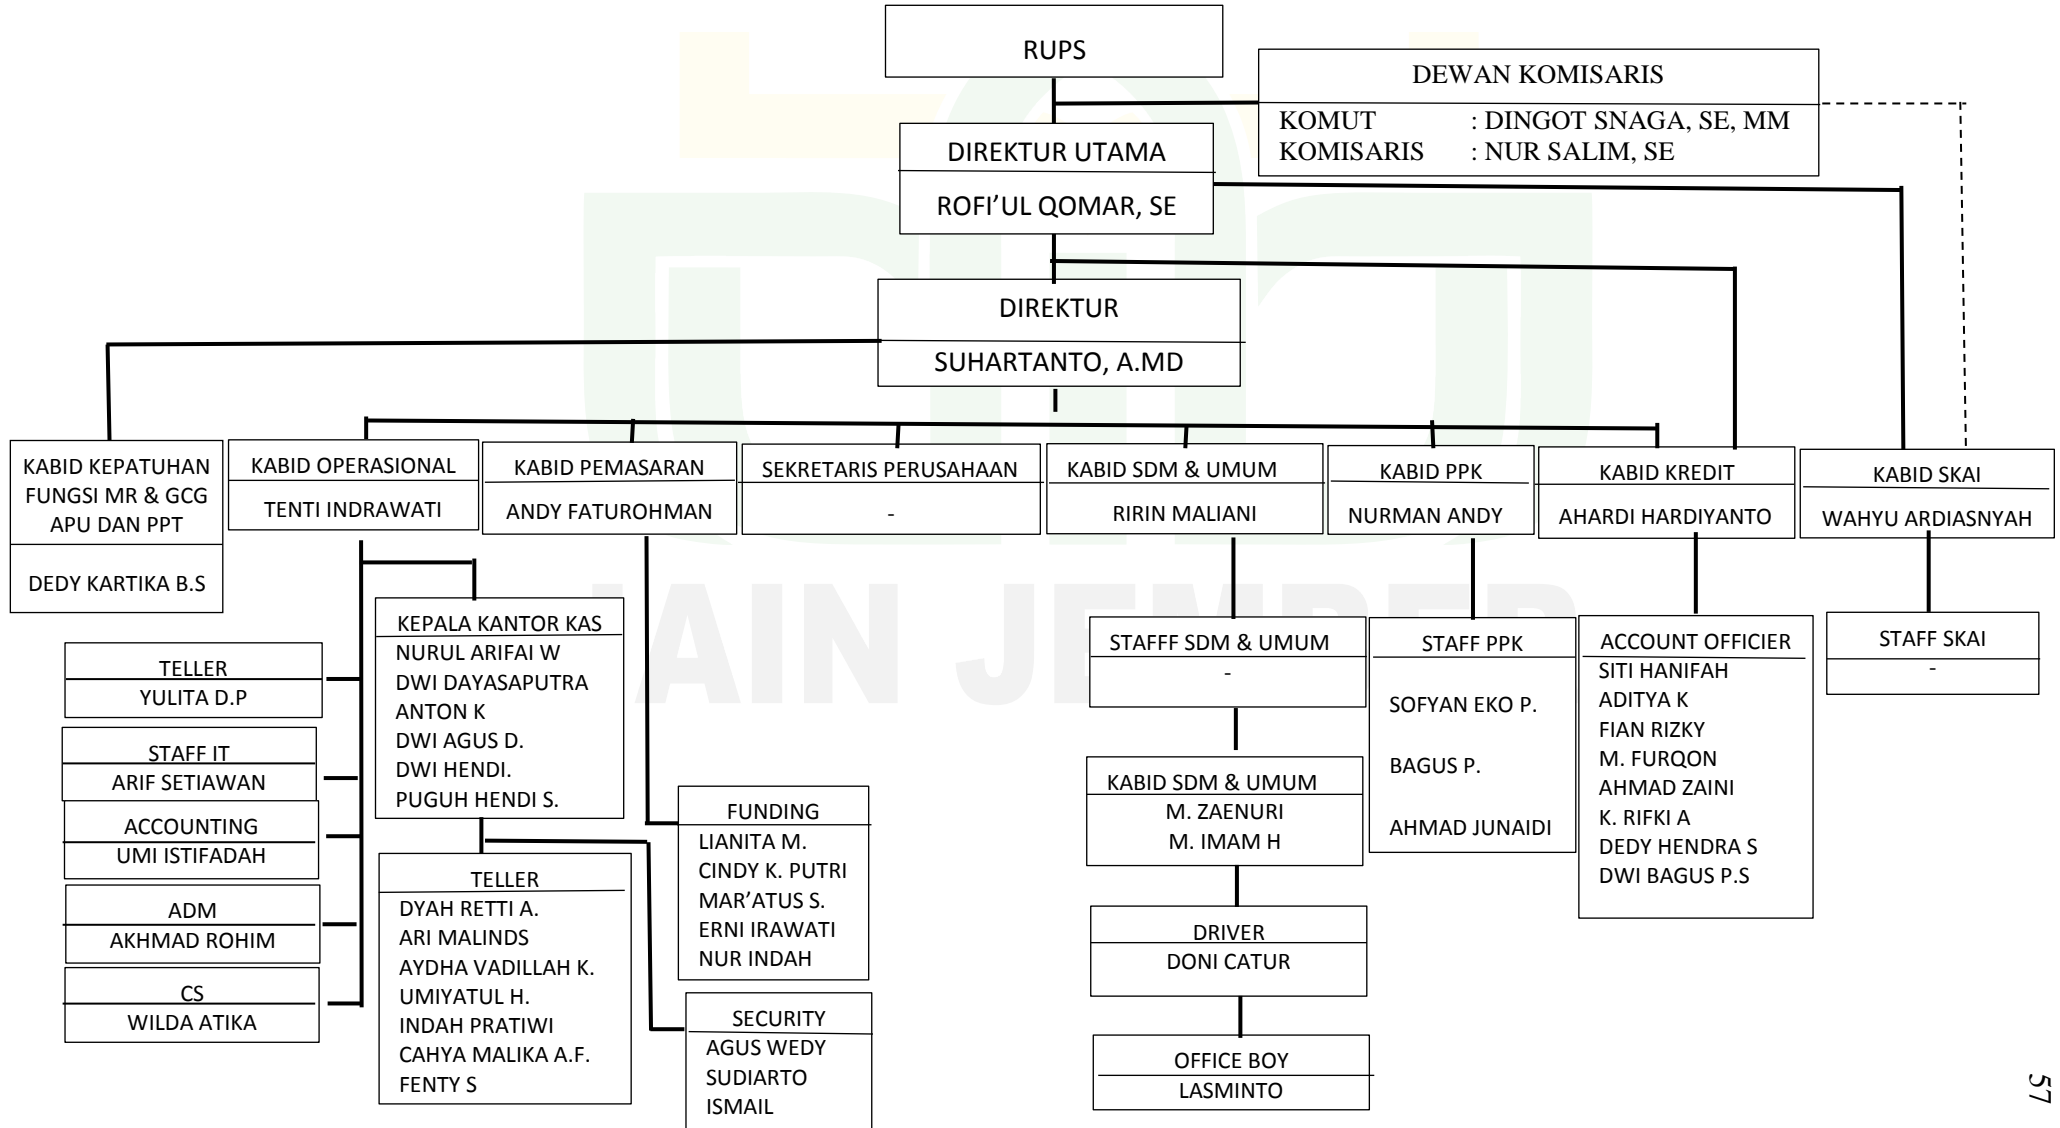 RUPS
DEWAN KOMISARIS
KOMUT : DINGOT SNAGA, SE, MM
KOMISARIS : NUR SALIM, SE
DIREKTUR UTAMA
ROFI’UL QOMAR, SE
DIREKTUR
SUHARTANTO, A.MD
KABID KEPATUHAN
FUNGSI MR & GCG
APU DAN PPT
DEDY KARTIKA B.S
KABID OPERASIONAL
TENTI INDRAWATI
KABID PEMASARAN
ANDY FATUROHMAN
SEKRETARIS PERUSAHAAN
-
KABID SDM & UMUM
RIRIN MALIANI
KABID PPK
NURMAN ANDY
KABID KREDIT
AHARDI HARDIYANTO
KABID SKAI
WAHYU ARDIASNYAH
TELLER
YULITA D.P
STAFF IT
ARIF SETIAWAN
ACCOUNTING
UMI ISTIFADAH
ADM
AKHMAD ROHIM
CS
WILDA ATIKA
KEPALA KANTOR KAS
NURUL ARIFAI W
DWI DAYASAPUTRA
ANTON K
DWI AGUS D.
DWI HENDI.
PUGUH HENDI S.
TELLER
DYAH RETTI A.
ARI MALINDS
AYDHA VADILLAH K.
UMIYATUL H.
INDAH PRATIWI
CAHYA MALIKA A.F.
FENTY S
FUNDING
LIANITA M.
CINDY K. PUTRI
MAR’ATUS S.
ERNI IRAWATI
NUR INDAH
SECURITY
AGUS WEDY
SUDIARTO
ISMAIL
STAFFF SDM & UMUM
-
KABID SDM & UMUM
M. ZAENURI
M. IMAM H
DRIVER
DONI CATUR
OFFICE BOY
LASMINTO
STAFF PPK
SOFYAN EKO P.
BAGUS P.
AHMAD JUNAIDI
ACCOUNT OFFICIER
SITI HANIFAH
ADITYA K
FIAN RIZKY
M. FURQON
AHMAD ZAINI
K. RIFKI A
DEDY HENDRA S
DWI BAGUS P.S
STAFF SKAI
-
IAIN JEMBER
57